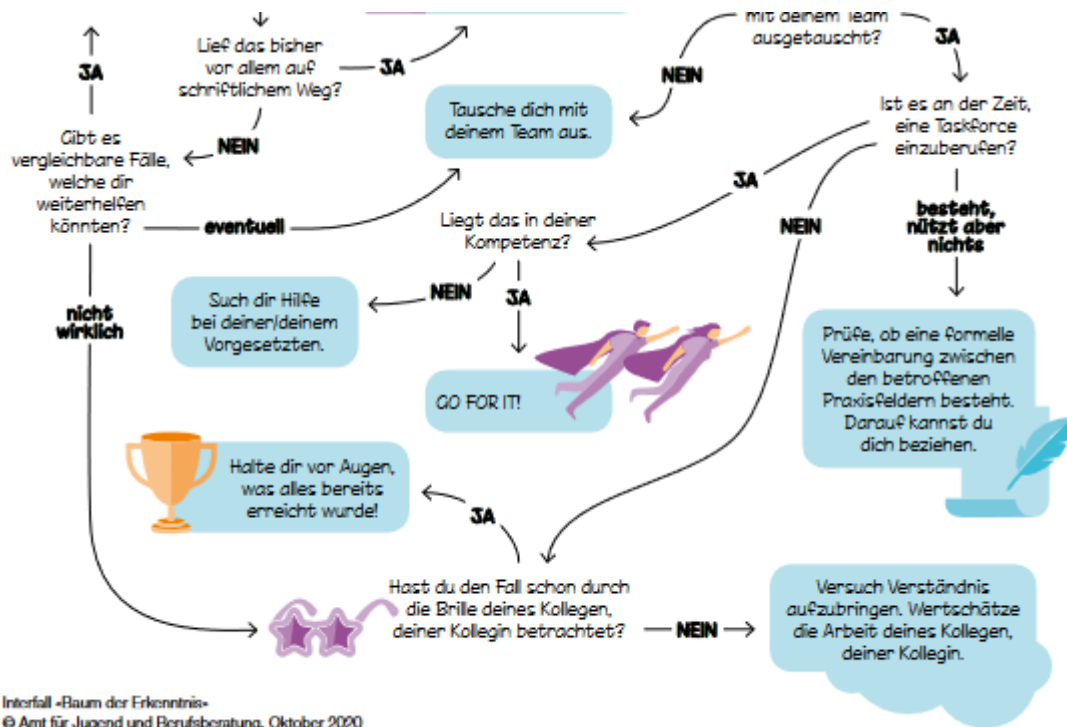 mit deinem Team
ausgetauscht?
JA
NEIN
Lief das bisher
vor allem auf
schriftlichem Weg?
JA
NEIN
JA
Tausche dich mit
deinem Team aus.
Ist es an der Zeit,
eine Taskforce
einzuberufen?
Gibt es
vergleichbare Fälle,
welche dir
weiterhelfen
könnten?
eventuell
JA
NEIN
besteht,
nützt aber
nichts
Liegt das in deiner
Kompetenz?
NEIN
JA
nicht
wirklich
Such dir Hilfe
bei deiner/deinem
Vorgesetzten.
GO FOR IT!
Prüfe, ob eine formelle
Vereinbarung zwischen
den betroffenen
Praxisfeldern besteht.
Darauf kannst du
dich beziehen.
Halte dir vor Augen,
was alles bereits
erreicht wurde!
JA
Hast du den Fall schon durch
die Brille deines Kollegen,
deiner Kollegin betrachtet?
NEIN
Versuch Verständnis
aufzubringen. Wertschätze
die Arbeit deines Kollegen,
deiner Kollegin.
Interfall «Baum der Erkenntnis»
© Amt für Jugend und Berufsberatung, Oktober 2020